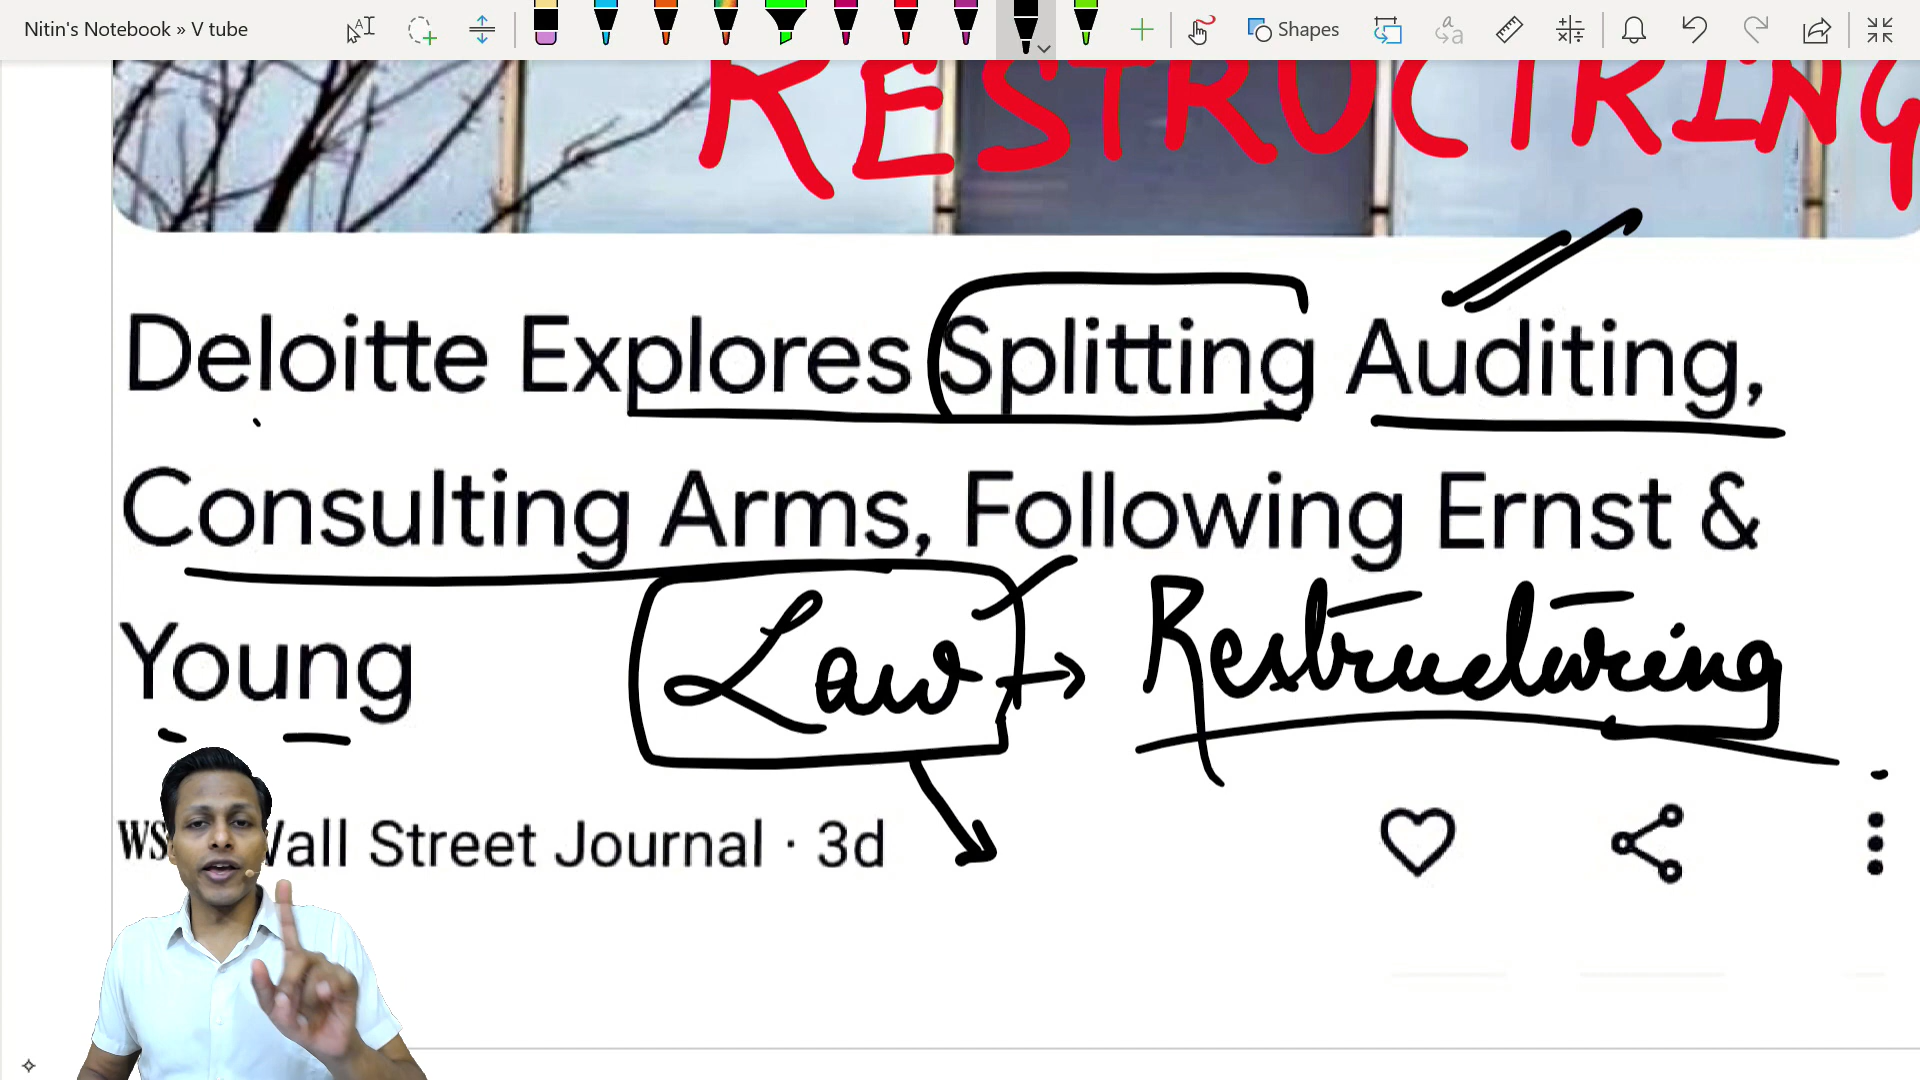 Nitin's Notebook » V tube
Shapes
RESTRUCTRING
Deloitte Explores Splitting Auditing,
Consulting Arms, Following Ernst &
Young
Law → Restructuring
WS Wall Street Journal · 3d